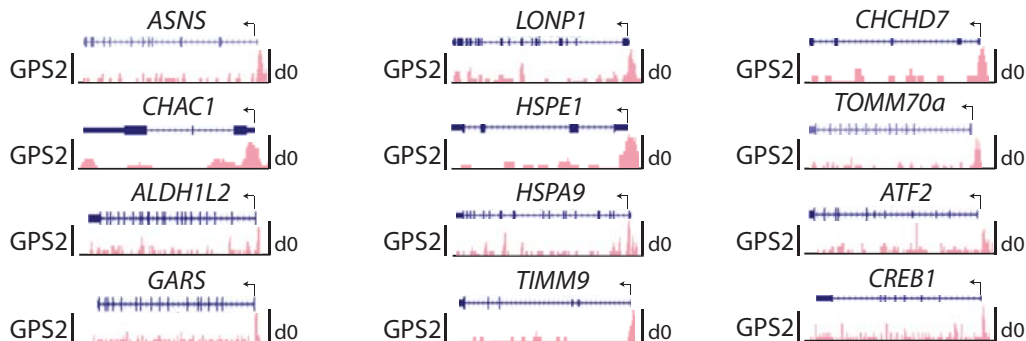 ASNS
GPS2 d0
CHAC1
GPS2 d0
ALDH1L2
GPS2 d0
GARS
GPS2 d0
LONP1
GPS2 d0
HSPE1
GPS2 d0
HSPA9
GPS2 d0
TIMM9
GPS2 d0
CHCHD7
GPS2 d0
TOMM70a
GPS2 d0
ATF2
GPS2 d0
CREB1
GPS2 d0